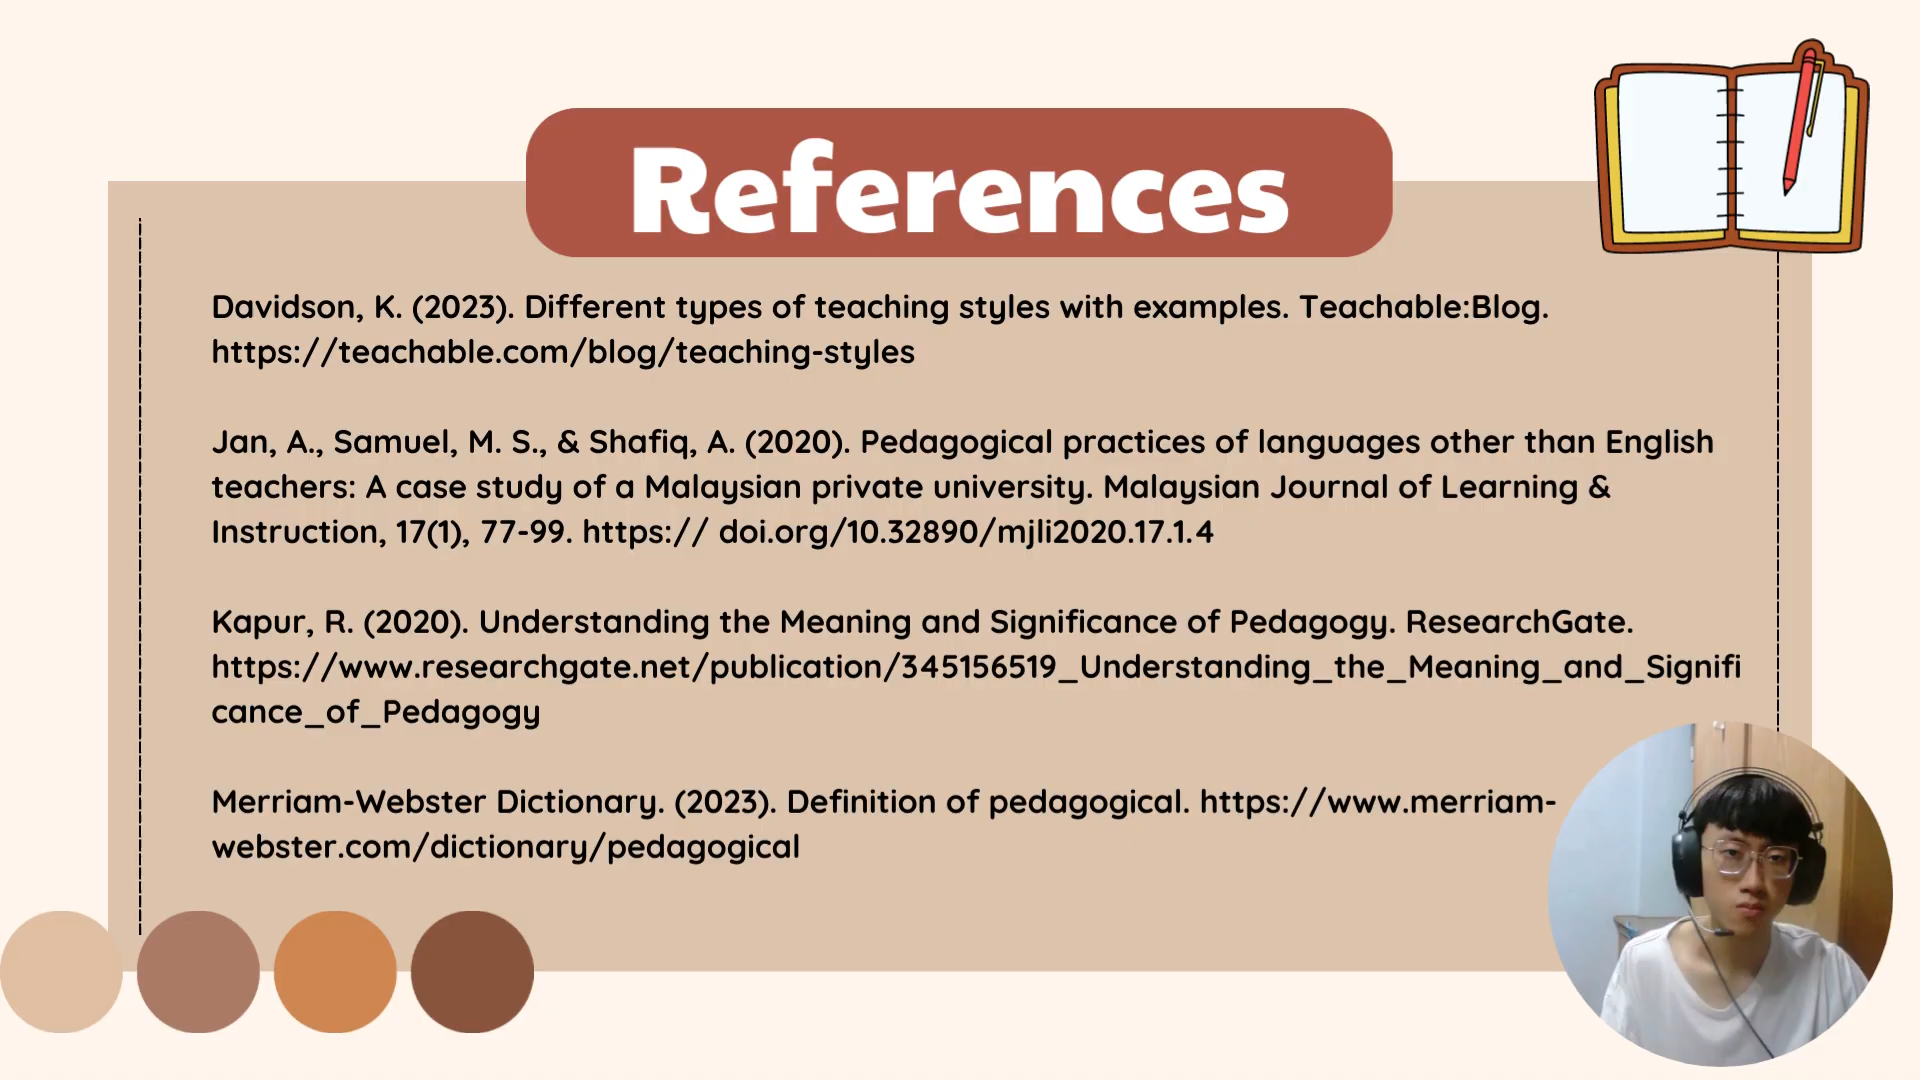 References
Davidson, K. (2023). Different types of teaching styles with examples. Teachable:Blog.
https://teachable.com/blog/teaching-styles
Jan, A., Samuel, M. S., & Shafiq, A. (2020). Pedagogical practices of languages other than English
teachers: A case study of a Malaysian private university. Malaysian Journal of Learning &
Instruction, 17(1), 77-99. https:// doi.org/10.32890/mjli2020.17.1.4
Kapur, R. (2020). Understanding the Meaning and Significance of Pedagogy. ResearchGate.
https://www.researchgate.net/publication/345156519_Understanding_the_Meaning_and_Signifi
cance_of_Pedagogy
Merriam-Webster Dictionary. (2023). Definition of pedagogical. https://www.merriam-
webster.com/dictionary/pedagogical